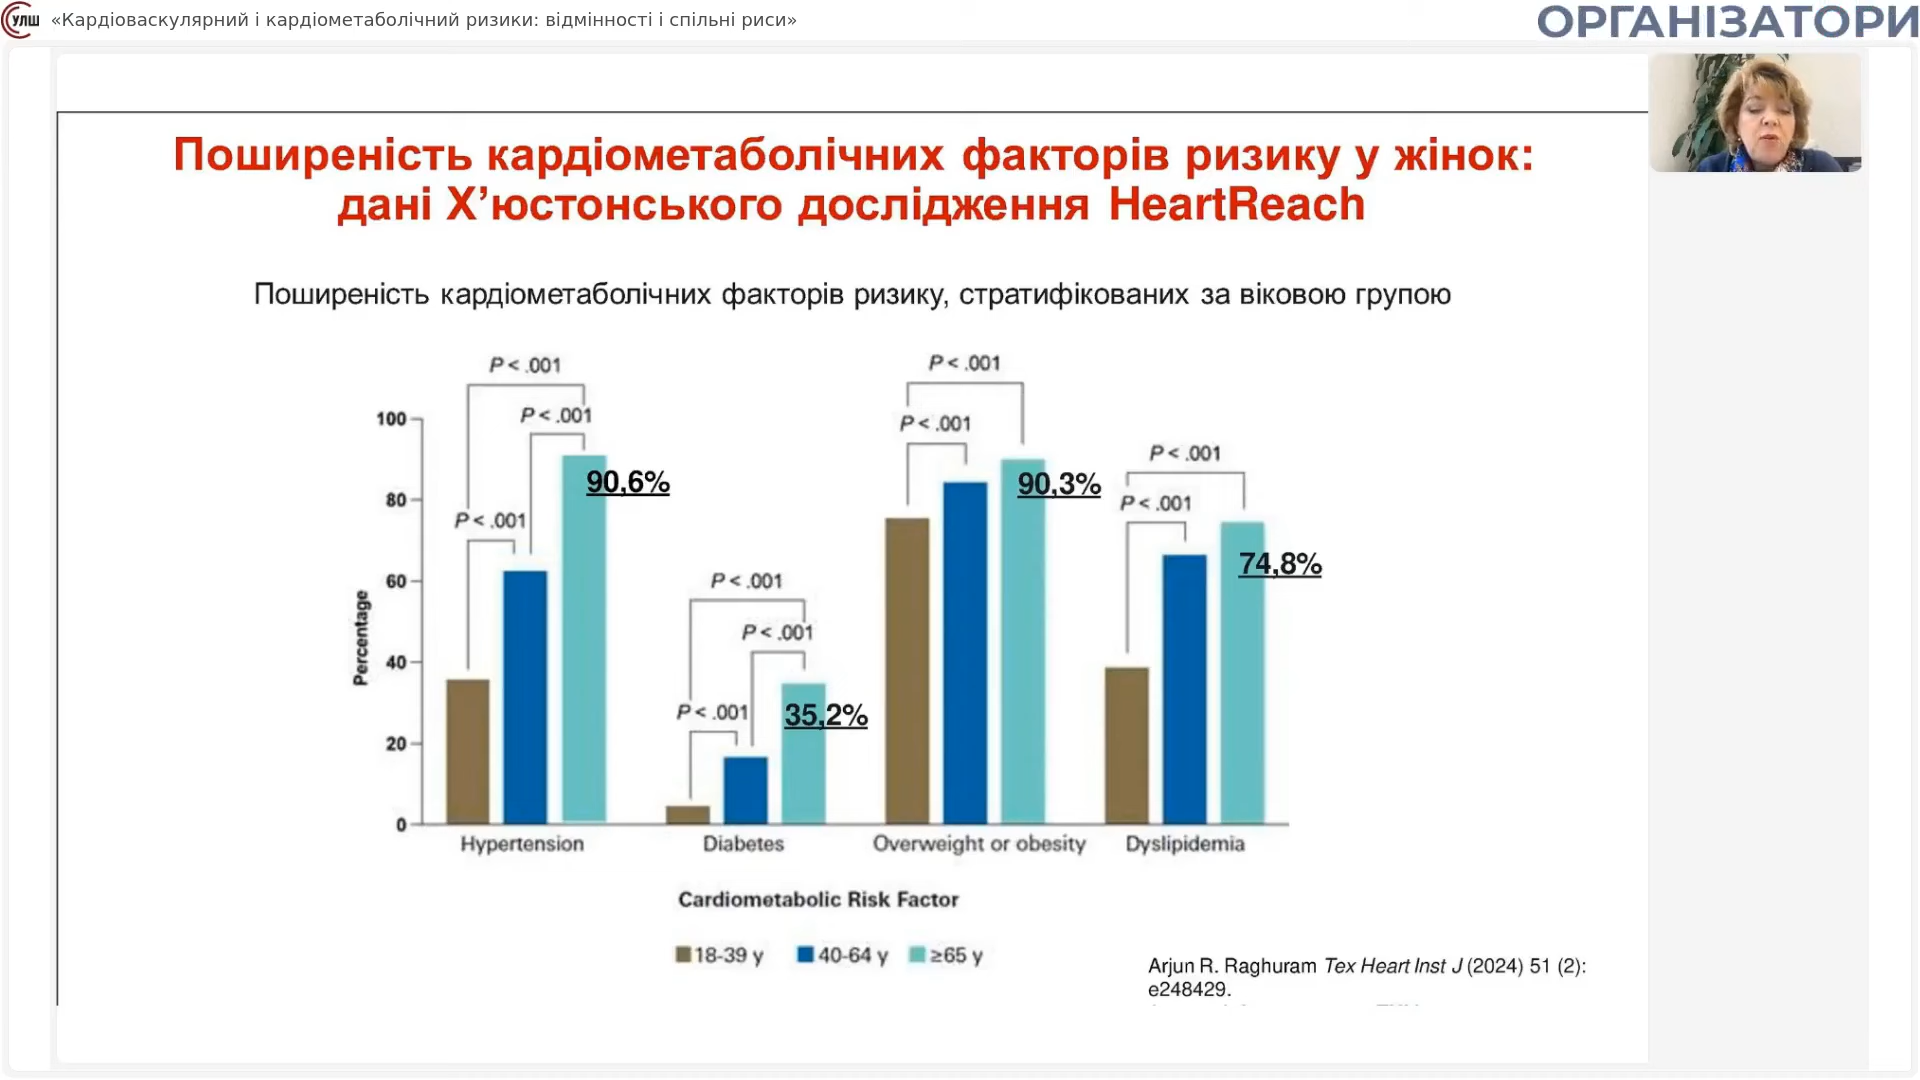 УЛШ «Кардіоваскулярний і кардіометаболічний ризики: відмінності і спільні риси»
ОРГАНІЗАТОРИ
Поширеність кардіометаболічних факторів ризику у жінок:
дані Х’юстонського дослідження HeartReach
Поширеність кардіометаболічних факторів ризику, стратифікованих за віковою групою
P < .001
P < .001
P < .001
P < .001
P < .001
P < .001
P < .001
P < .001
P < .001
P < .001
100
80
60
40
20
0
Percentage
90,6%
35,2%
90,3%
74,8%
Hypertension
Diabetes
Overweight or obesity
Dyslipidemia
Cardiometabolic Risk Factor
18-39 y
40-64 y
≥65 y
Arjun R. Raghuram Tex Heart Inst J (2024) 51 (2):
e248429.